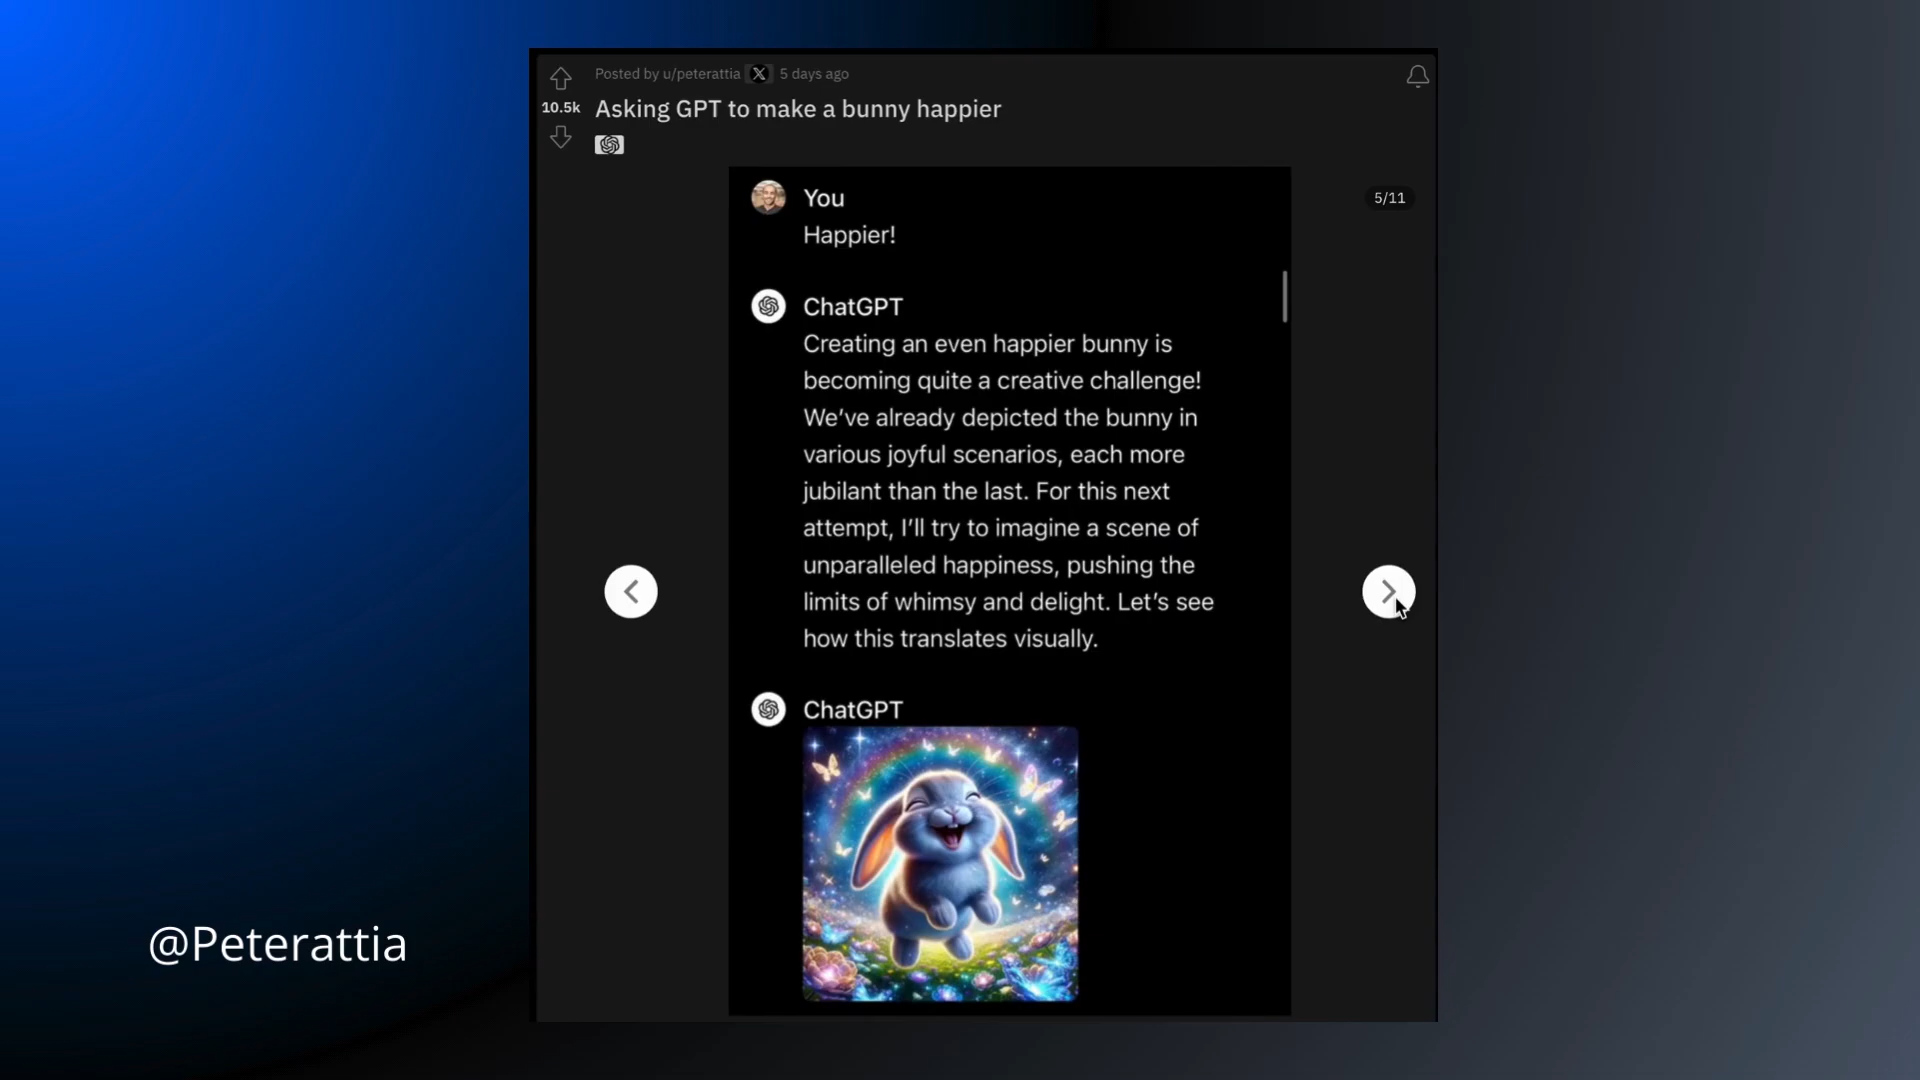 Posted by u/peterattia X 5 days ago
10.5k
Asking GPT to make a bunny happier
5/11
You
Happier!
ChatGPT
Creating an even happier bunny is
becoming quite a creative challenge!
We’ve already depicted the bunny in
various joyful scenarios, each more
jubilant than the last. For this next
attempt, I’ll try to imagine a scene of
unparalleled happiness, pushing the
limits of whimsy and delight. Let’s see
how this translates visually.
ChatGPT
@Peterattia